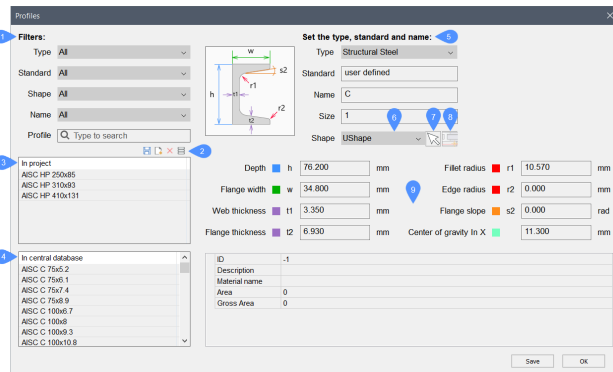 Profiles
1 Filters:
Type All
Standard All
Shape All
Name All
Profile Type to search
2
3 In project
AISC HP 250x85
AISC HP 310x93
AISC HP 410x131
4 In central database
AISC C 75x5.2
AISC C 75x6.1
AISC C 75x7.4
AISC C 75x8.9
AISC C 100x6.7
AISC C 100x8
AISC C 100x9.3
AISC C 100x10.8
w
s2
h t1 r1
r2
t2
Set the type, standard and name: 5
Type Structural Steel
Standard user defined
Name C
Size 1
6 7 8
Shape UShape
Depth h 76.200 mm
Flange width w 34.800 mm
Web thickness t1 3.350 mm
Flange thickness t2 6.930 mm
9
Fillet radius r1 10.570 mm
Edge radius r2 0.000 mm
Flange slope s2 0.000 rad
Center of gravity In X 11.300 mm
ID -1
Description
Material name
Area 0
Gross Area 0
Save OK